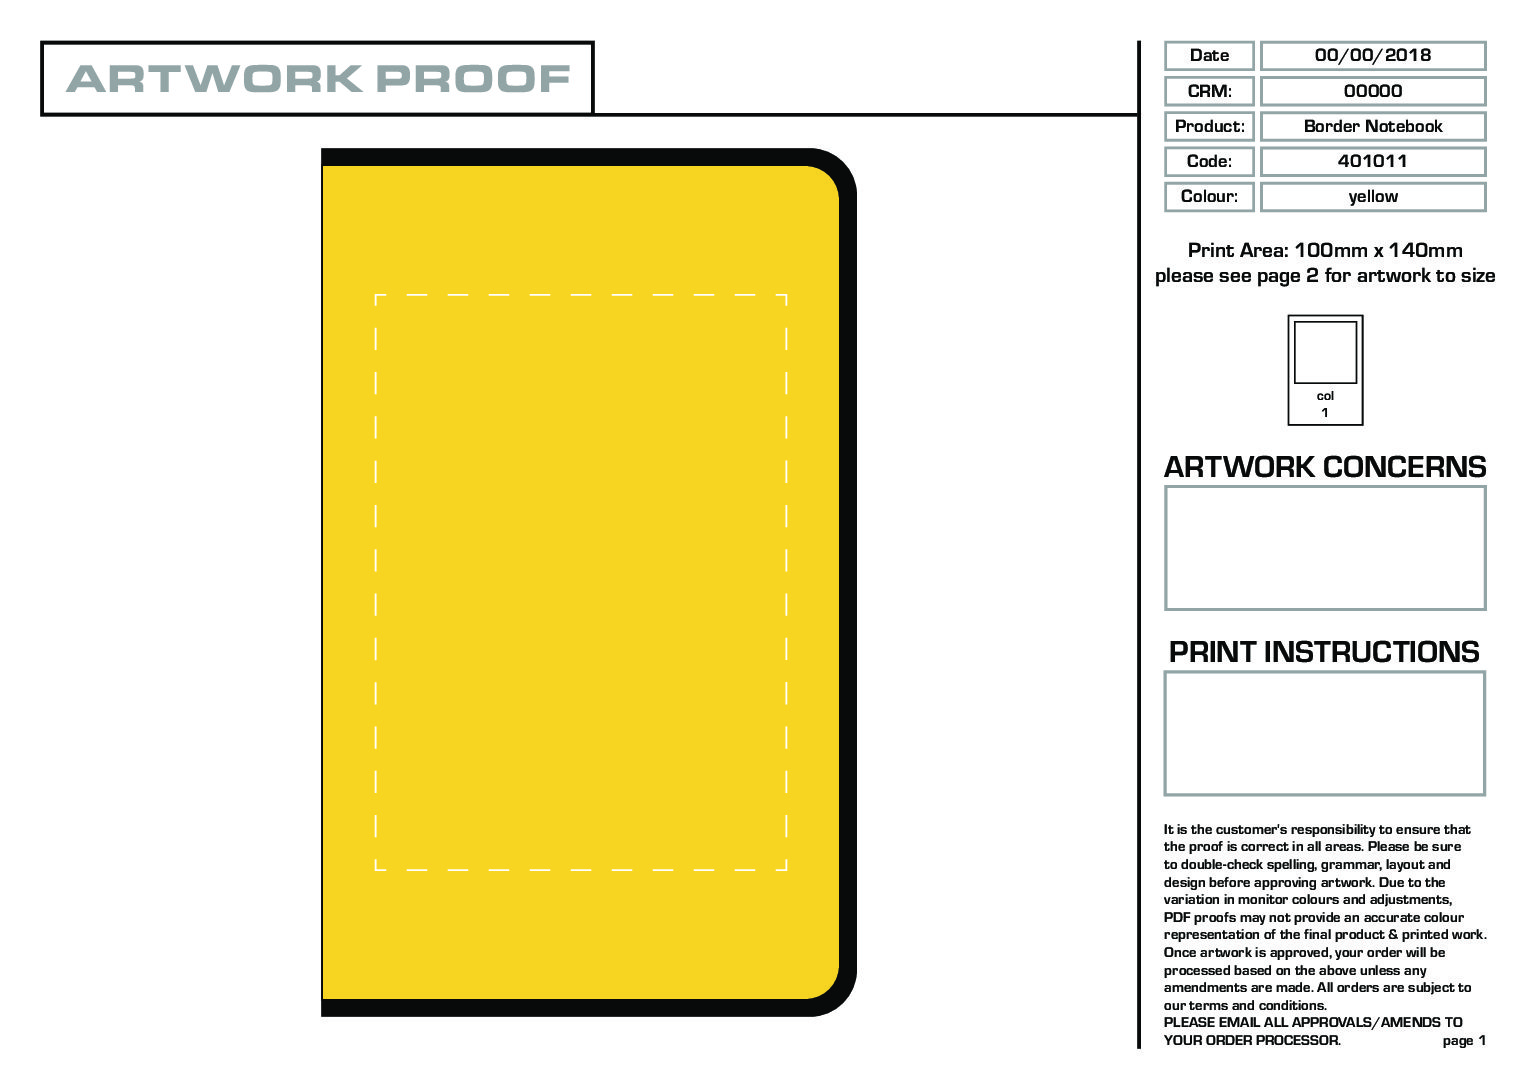 ARTWORK PROOF
Date 00/00/2018
CRM: 00000
Product: Border Notebook
Code: 401011
Colour: yellow
Print Area: 100mm x 140mm
please see page 2 for artwork to size
col
1
ARTWORK CONCERNS
PRINT INSTRUCTIONS
It is the customer's responsibility to ensure that
the proof is correct in all areas. Please be sure
to double-check spelling, grammar, layout and
design before approving artwork. Due to the
variation in monitor colours and adjustments,
PDF proofs may not provide an accurate colour
representation of the final product & printed work.
Once artwork is approved, your order will be
processed based on the above unless any
amendments are made. All orders are subject to
our terms and conditions.
PLEASE EMAIL ALL APPROVALS/AMENDS TO
YOUR ORDER PROCESSOR. page 1